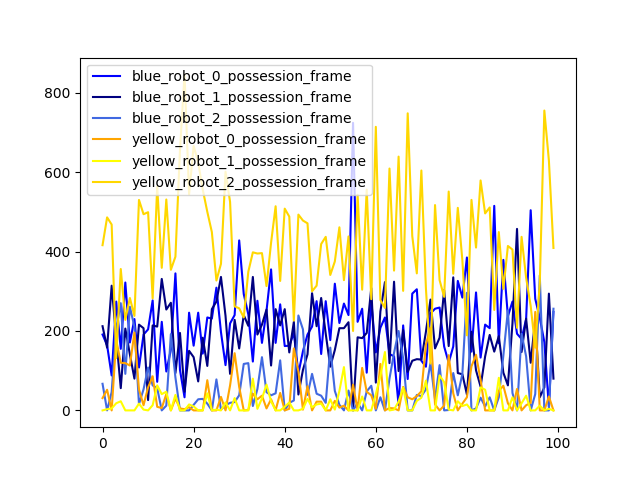 blue_robot_0_possession_frame
blue_robot_1_possession_frame
blue_robot_2_possession_frame
yellow_robot_0_possession_frame
yellow_robot_1_possession_frame
yellow_robot_2_possession_frame
800
600
400
200
0
0 20 40 60 80 100